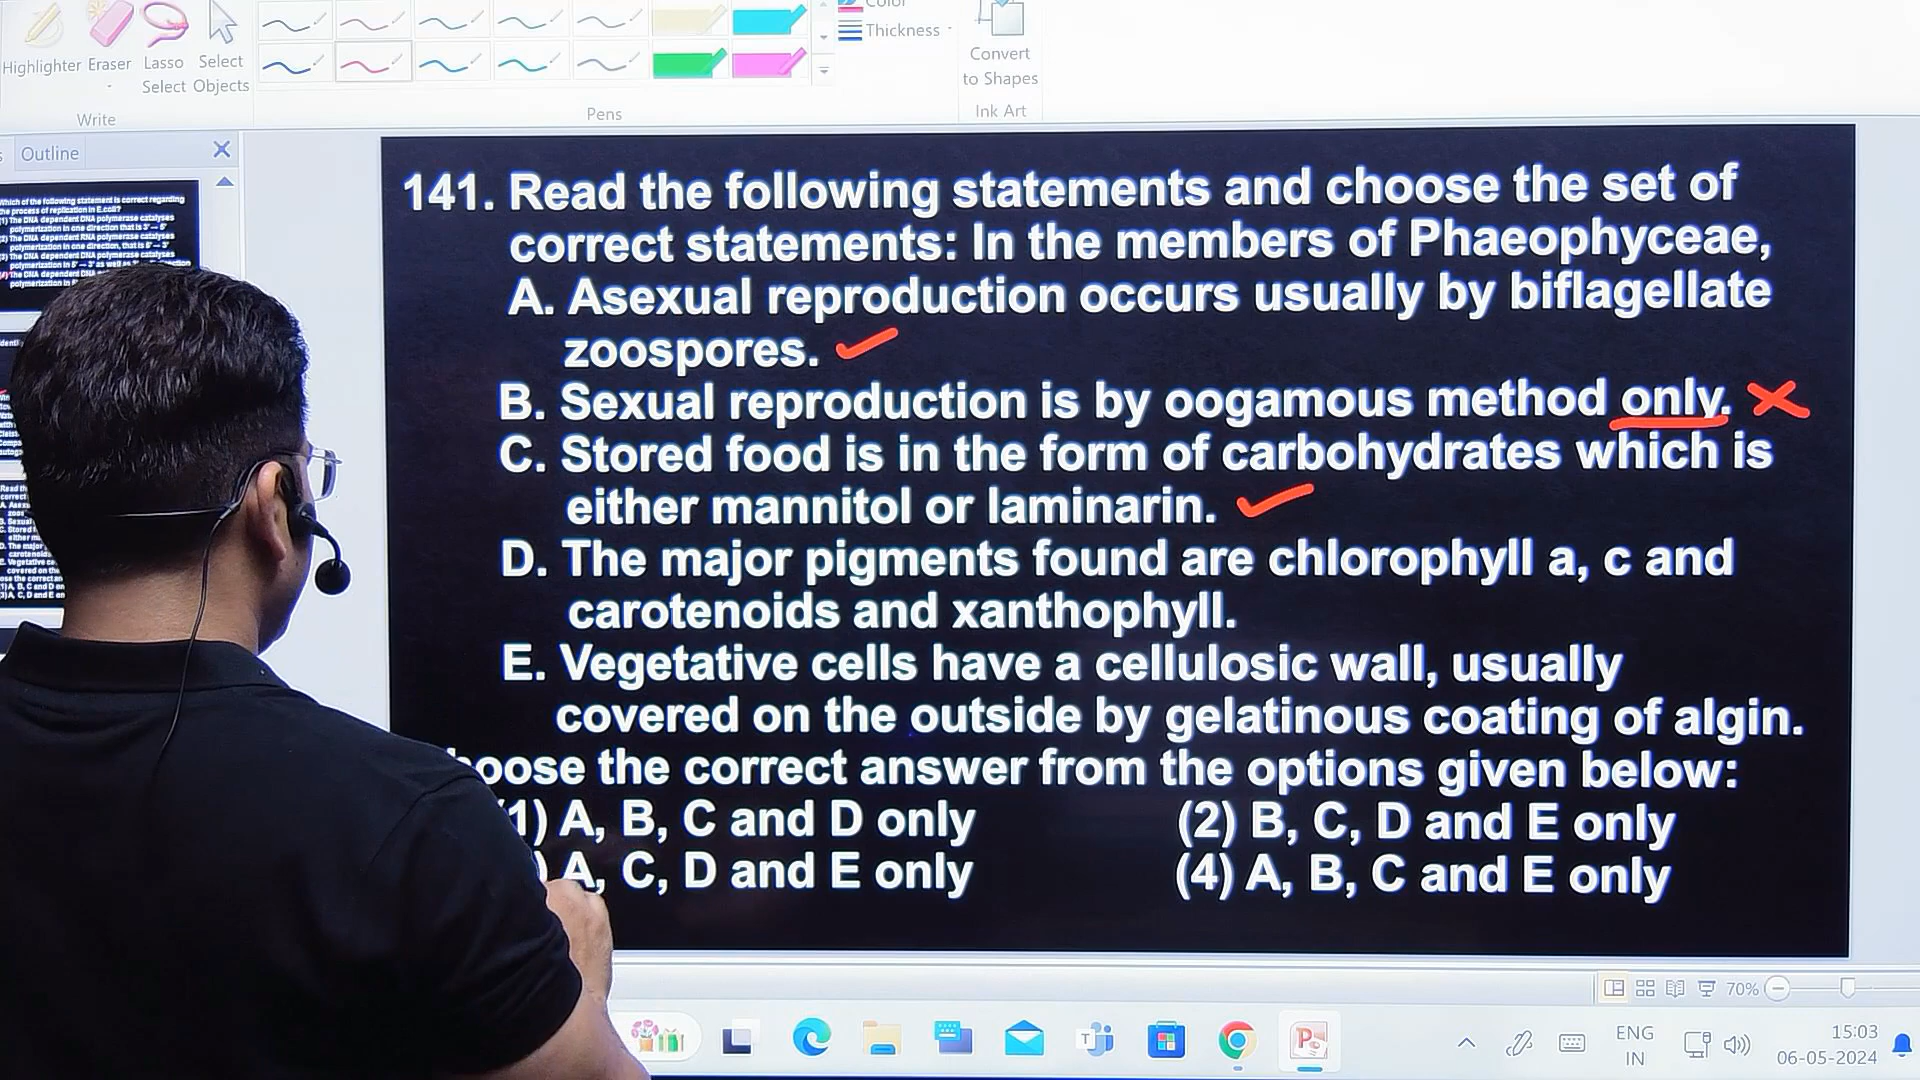 Highlighter Eraser Lasso Select Select Objects
Write
Pens
Color
Thickness
Convert to Shapes
Ink Art
Outline
141. Read the following statements and choose the set of
correct statements: In the members of Phaeophyceae,
A. Asexual reproduction occurs usually by biflagellate
zoospores.
B. Sexual reproduction is by oogamous method only.
C. Stored food is in the form of carbohydrates which is
either mannitol or laminarin.
D. The major pigments found are chlorophyll a, c and
carotenoids and xanthophyll.
E. Vegetative cells have a cellulosic wall, usually
covered on the outside by gelatinous coating of algin.
the correct answer from the options given below:
1) A, B, C and D only (2) B, C, D and E only
) A, C, D and E only (4) A, B, C and E only
70%
ENG
IN
15:03
06-05-2024